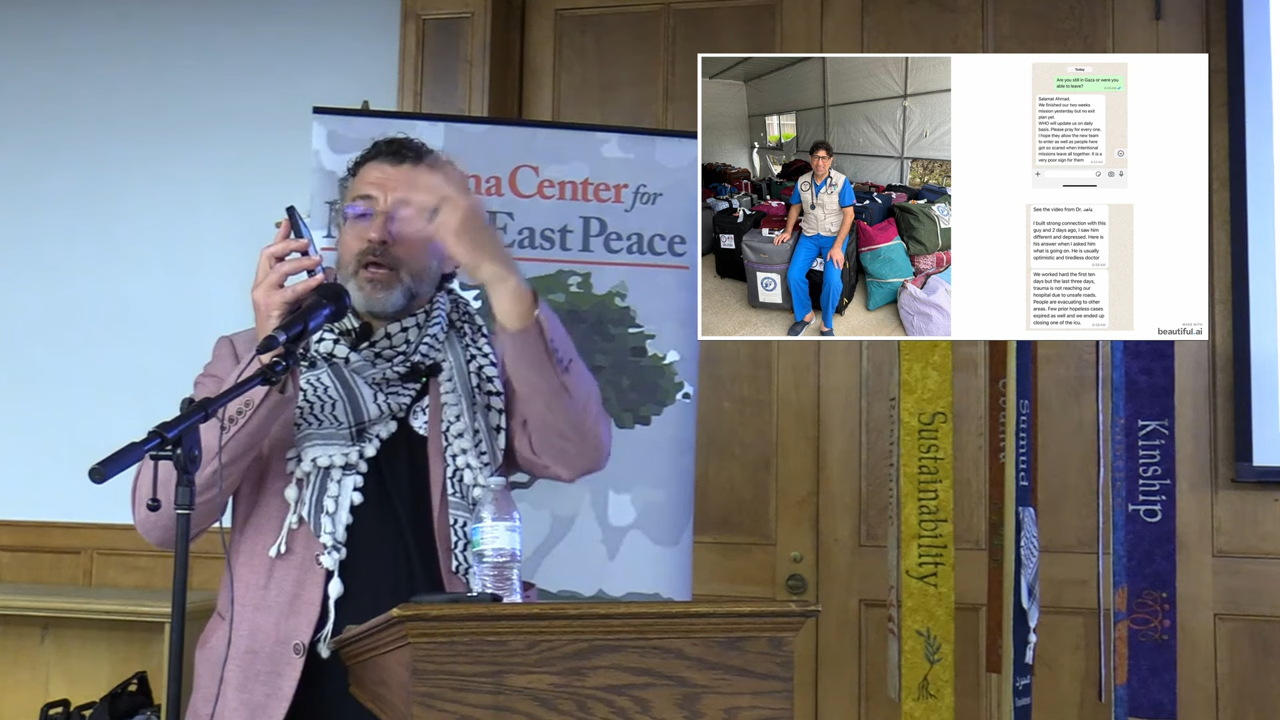 na Center for
East Peace
Today
Are you still in Gaza or were you
able to leave?
Salamat Ahmad.
We finished our two weeks
mission yesterday but no exit
plan yet.
WHO will update us on daily
basis. Please pray for every one.
I hope they allow the new team
to enter as well as people here
got so scared when intentional
missions leave all together. It is a
very poor sign for them
See the video from Dr.
I built strong connection with this
guy and 2 days ago, I saw him
different and depressed. Here is
his answer when I asked him
what is going on. He is usually
optimistic and tiredless doctor
We worked hard the first ten
days but the last three days,
trauma is not reaching our
hospital due to unsafe roads.
People are evacuating to other
areas. Few prior hopeless cases
expired as well and we ended up
closing one of the icu.
MADE WITH
beautiful.ai
Sustainability
Sumud
Kinship